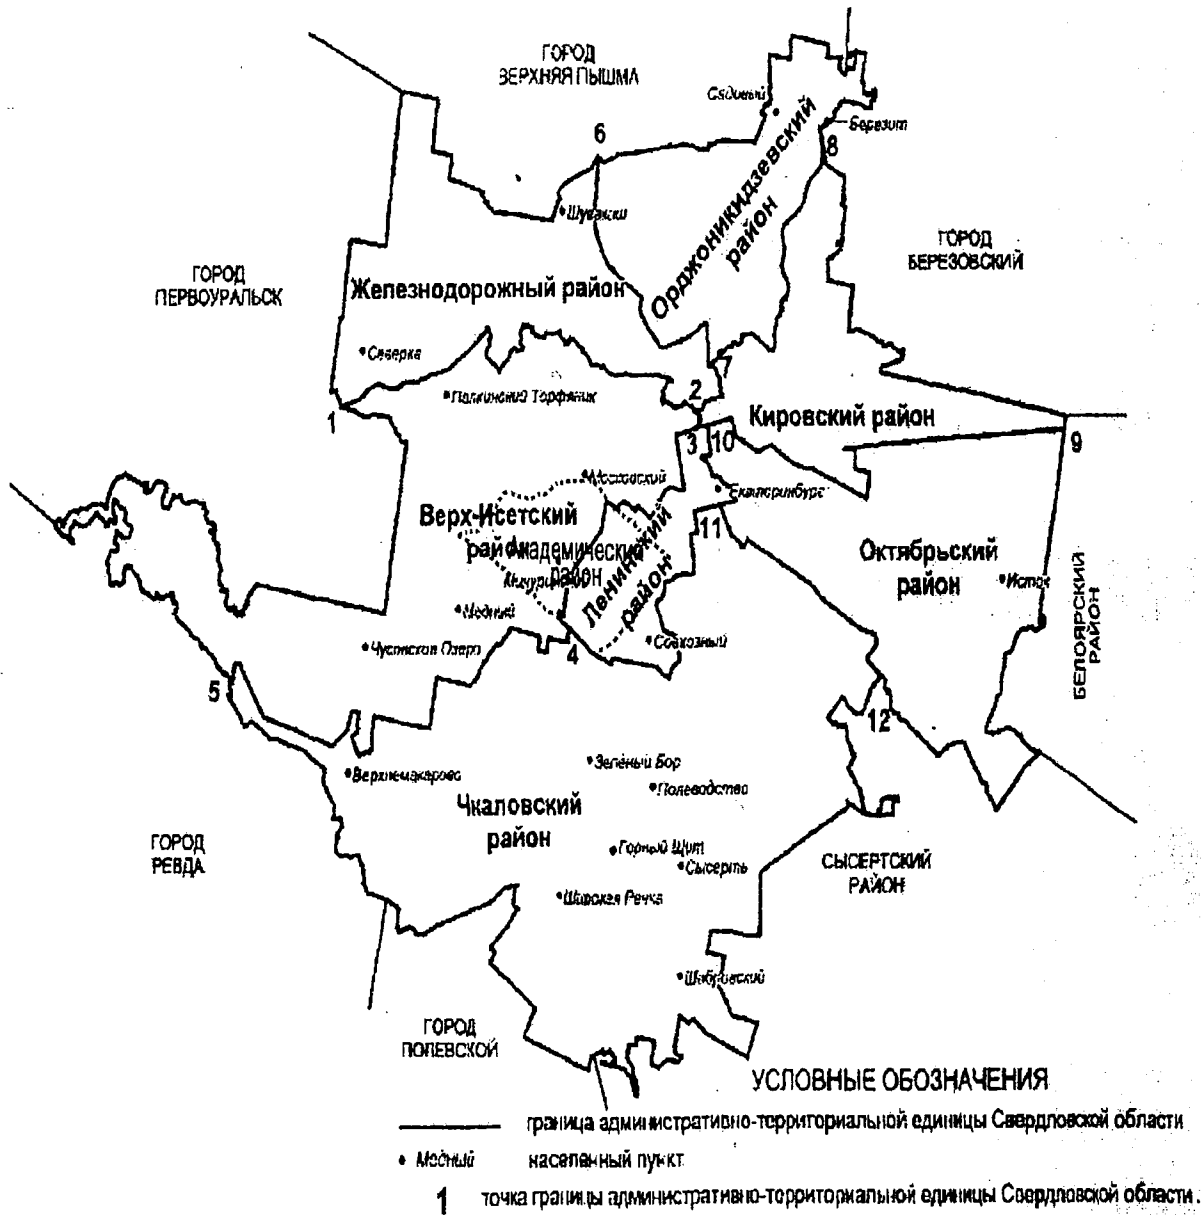 ГОРОД
ВЕРХНЯЯ ПЫШМА
Садовый
Березит
6
8
Орджоникидзевский
район
Шувакиш
ГОРОД
БЕРЕЗОВСКИЙ
ГОРОД
ПЕРВОУРАЛЬСК
Железнодорожный район
Северка
7
1
Палкинский Торфяник
2
Кировский район
3
10
9
Московский
Екатеринбург
Верх-Исетский
район
Академический
район
11
Ленинский
район
Октябрьский
район
Исток
БЕЛОЯРСКИЙ
РАЙОН
Медный
Чусовское Озеро
4
Совхозный
5
12
Верхнемакарово
Зелёный Бор
Полеводство
Чкаловский
район
ГОРОД
РЕВДА
Горный Щит
Сысерть
Широкая Речка
СЫСЕРТСКИЙ
РАЙОН
Шабровский
ГОРОД
ПОЛЕВСКОЙ
УСЛОВНЫЕ ОБОЗНАЧЕНИЯ
граница административно-территориальной единицы Свердловской области
Медный населенный пункт
1 точка границы административно-территориальной единицы Свердловской области